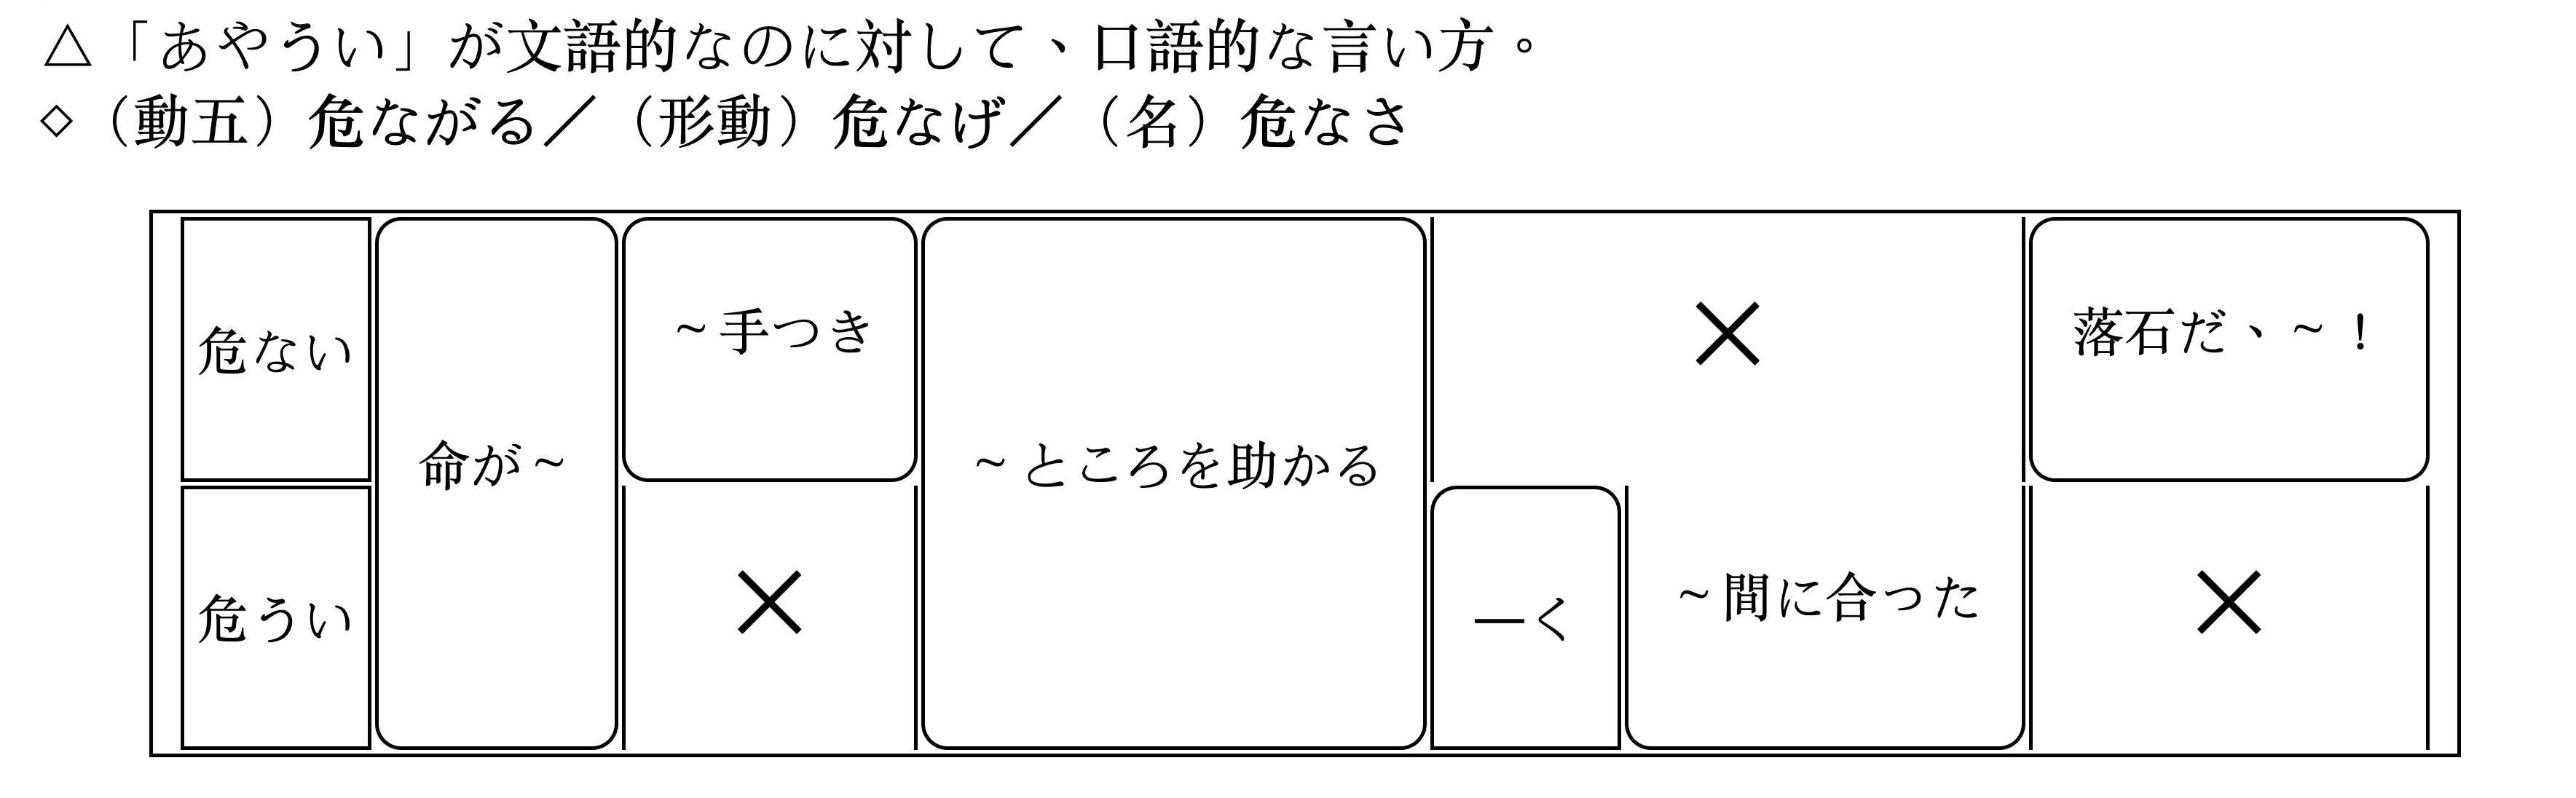 △「あやうい」が文語的なのに対して、口語的な言い方。
◇（動五）危ながる／（形動）危なげ／（名）危なさ
危ない
命が~
~手つき
~ところを助かる
×
落石だ、~！
危うい
×
―く
~間に合った
×